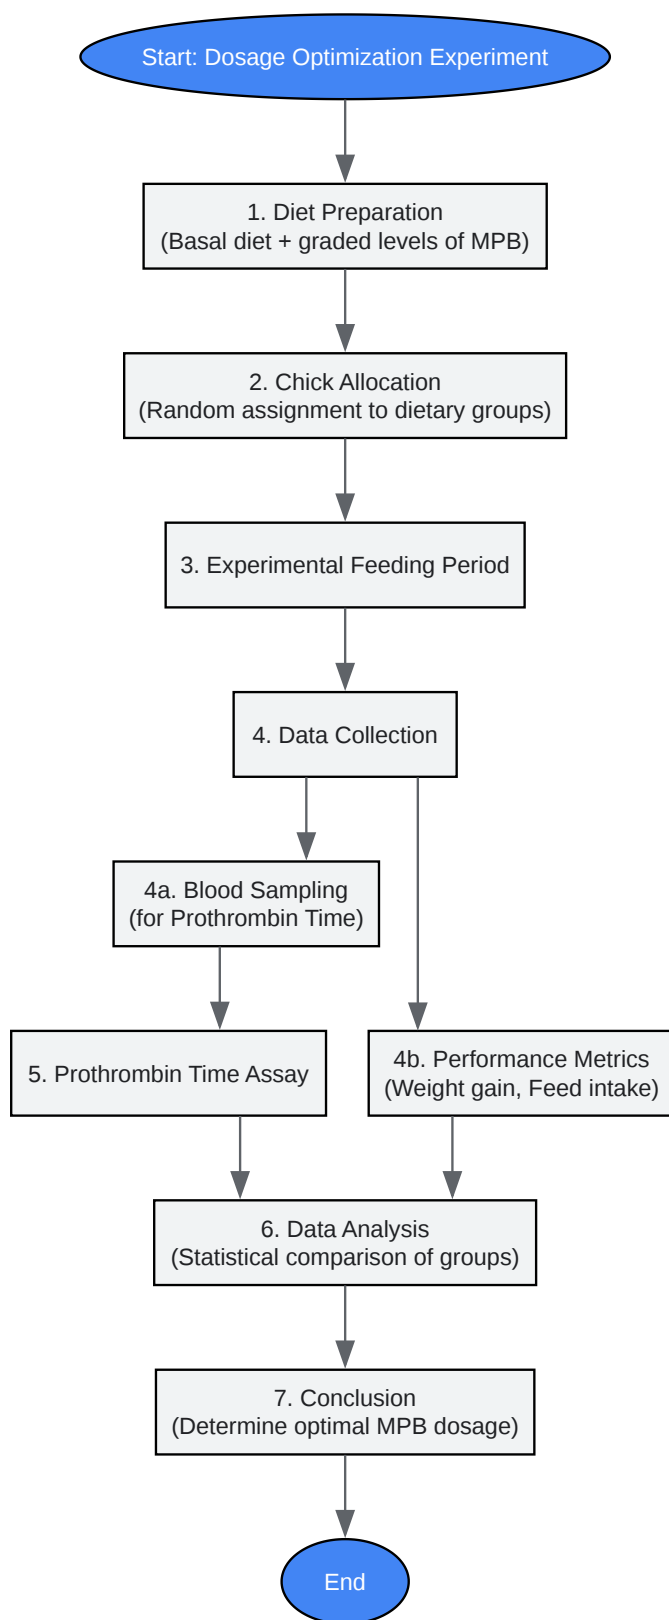 Start: Dosage Optimization Experiment
1. Diet Preparation
(Basal diet + graded levels of MPB)
2. Chick Allocation
(Random assignment to dietary groups)
3. Experimental Feeding Period
4. Data Collection
4a. Blood Sampling
(for Prothrombin Time)
5. Prothrombin Time Assay
4b. Performance Metrics
(Weight gain, Feed intake)
6. Data Analysis
(Statistical comparison of groups)
7. Conclusion
(Determine optimal MPB dosage)
End